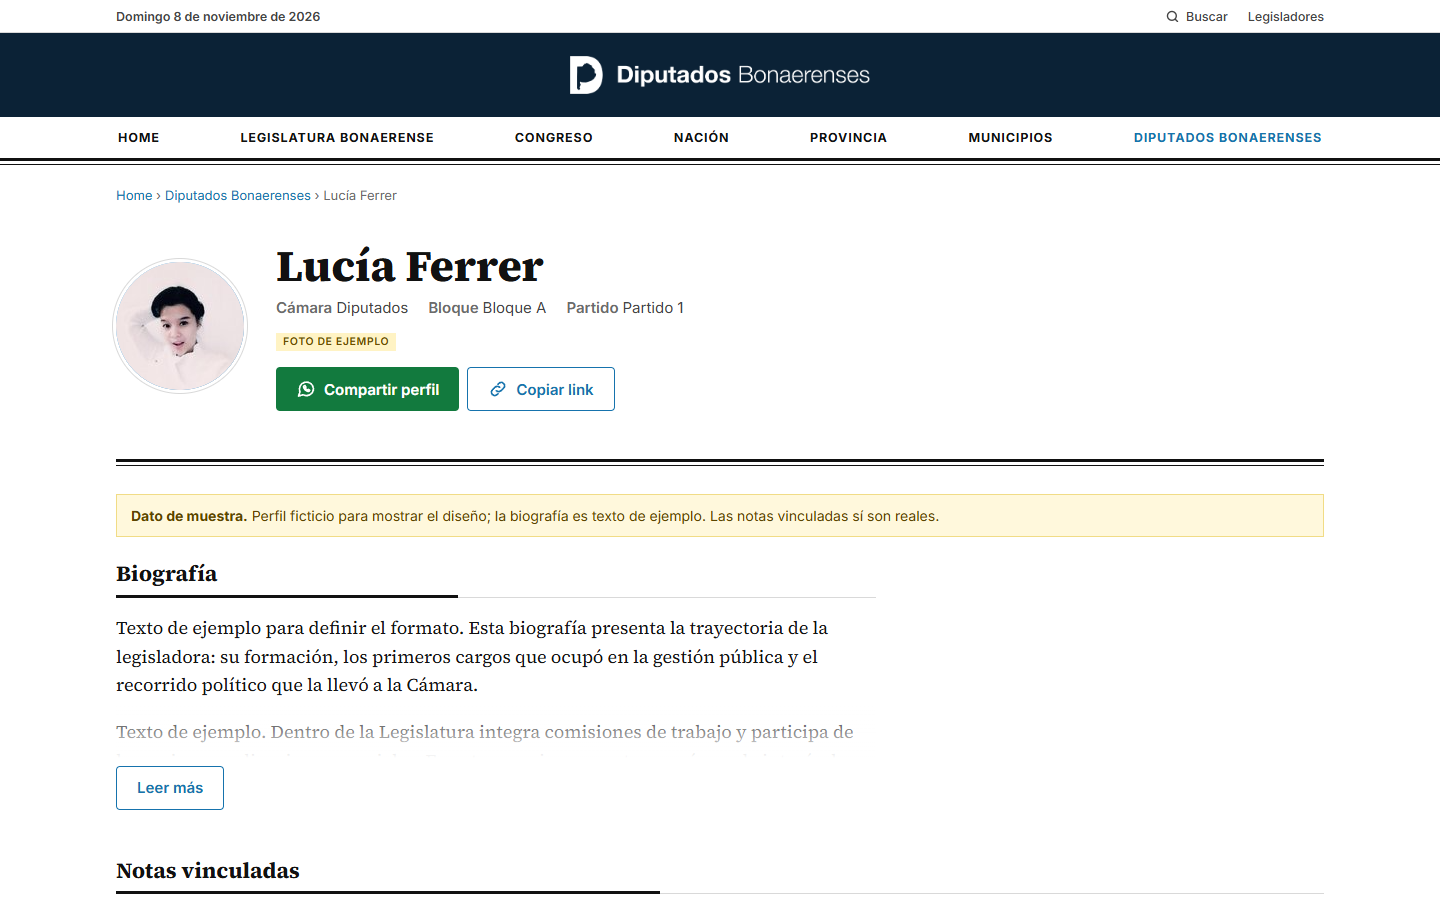 Domingo 8 de noviembre de 2026
Buscar
Legisladores
Diputados Bonaerenses
HOME
LEGISLATURA BONAERENSE
CONGRESO
NACIÓN
PROVINCIA
MUNICIPIOS
DIPUTADOS BONAERENSES
Home › Diputados Bonaerenses › Lucía Ferrer
Lucía Ferrer
Cámara Diputados Bloque Bloque A Partido Partido 1
FOTO DE EJEMPLO
Compartir perfil
Copiar link
Dato de muestra. Perfil ficticio para mostrar el diseño; la biografía es texto de ejemplo. Las notas vinculadas sí son reales.
Biografía
Texto de ejemplo para definir el formato. Esta biografía presenta la trayectoria de la
legisladora: su formación, los primeros cargos que ocupó en la gestión pública y el
recorrido político que la llevó a la Cámara.
Texto de ejemplo. Dentro de la Legislatura integra comisiones de trabajo y participa de
Leer más
Notas vinculadas